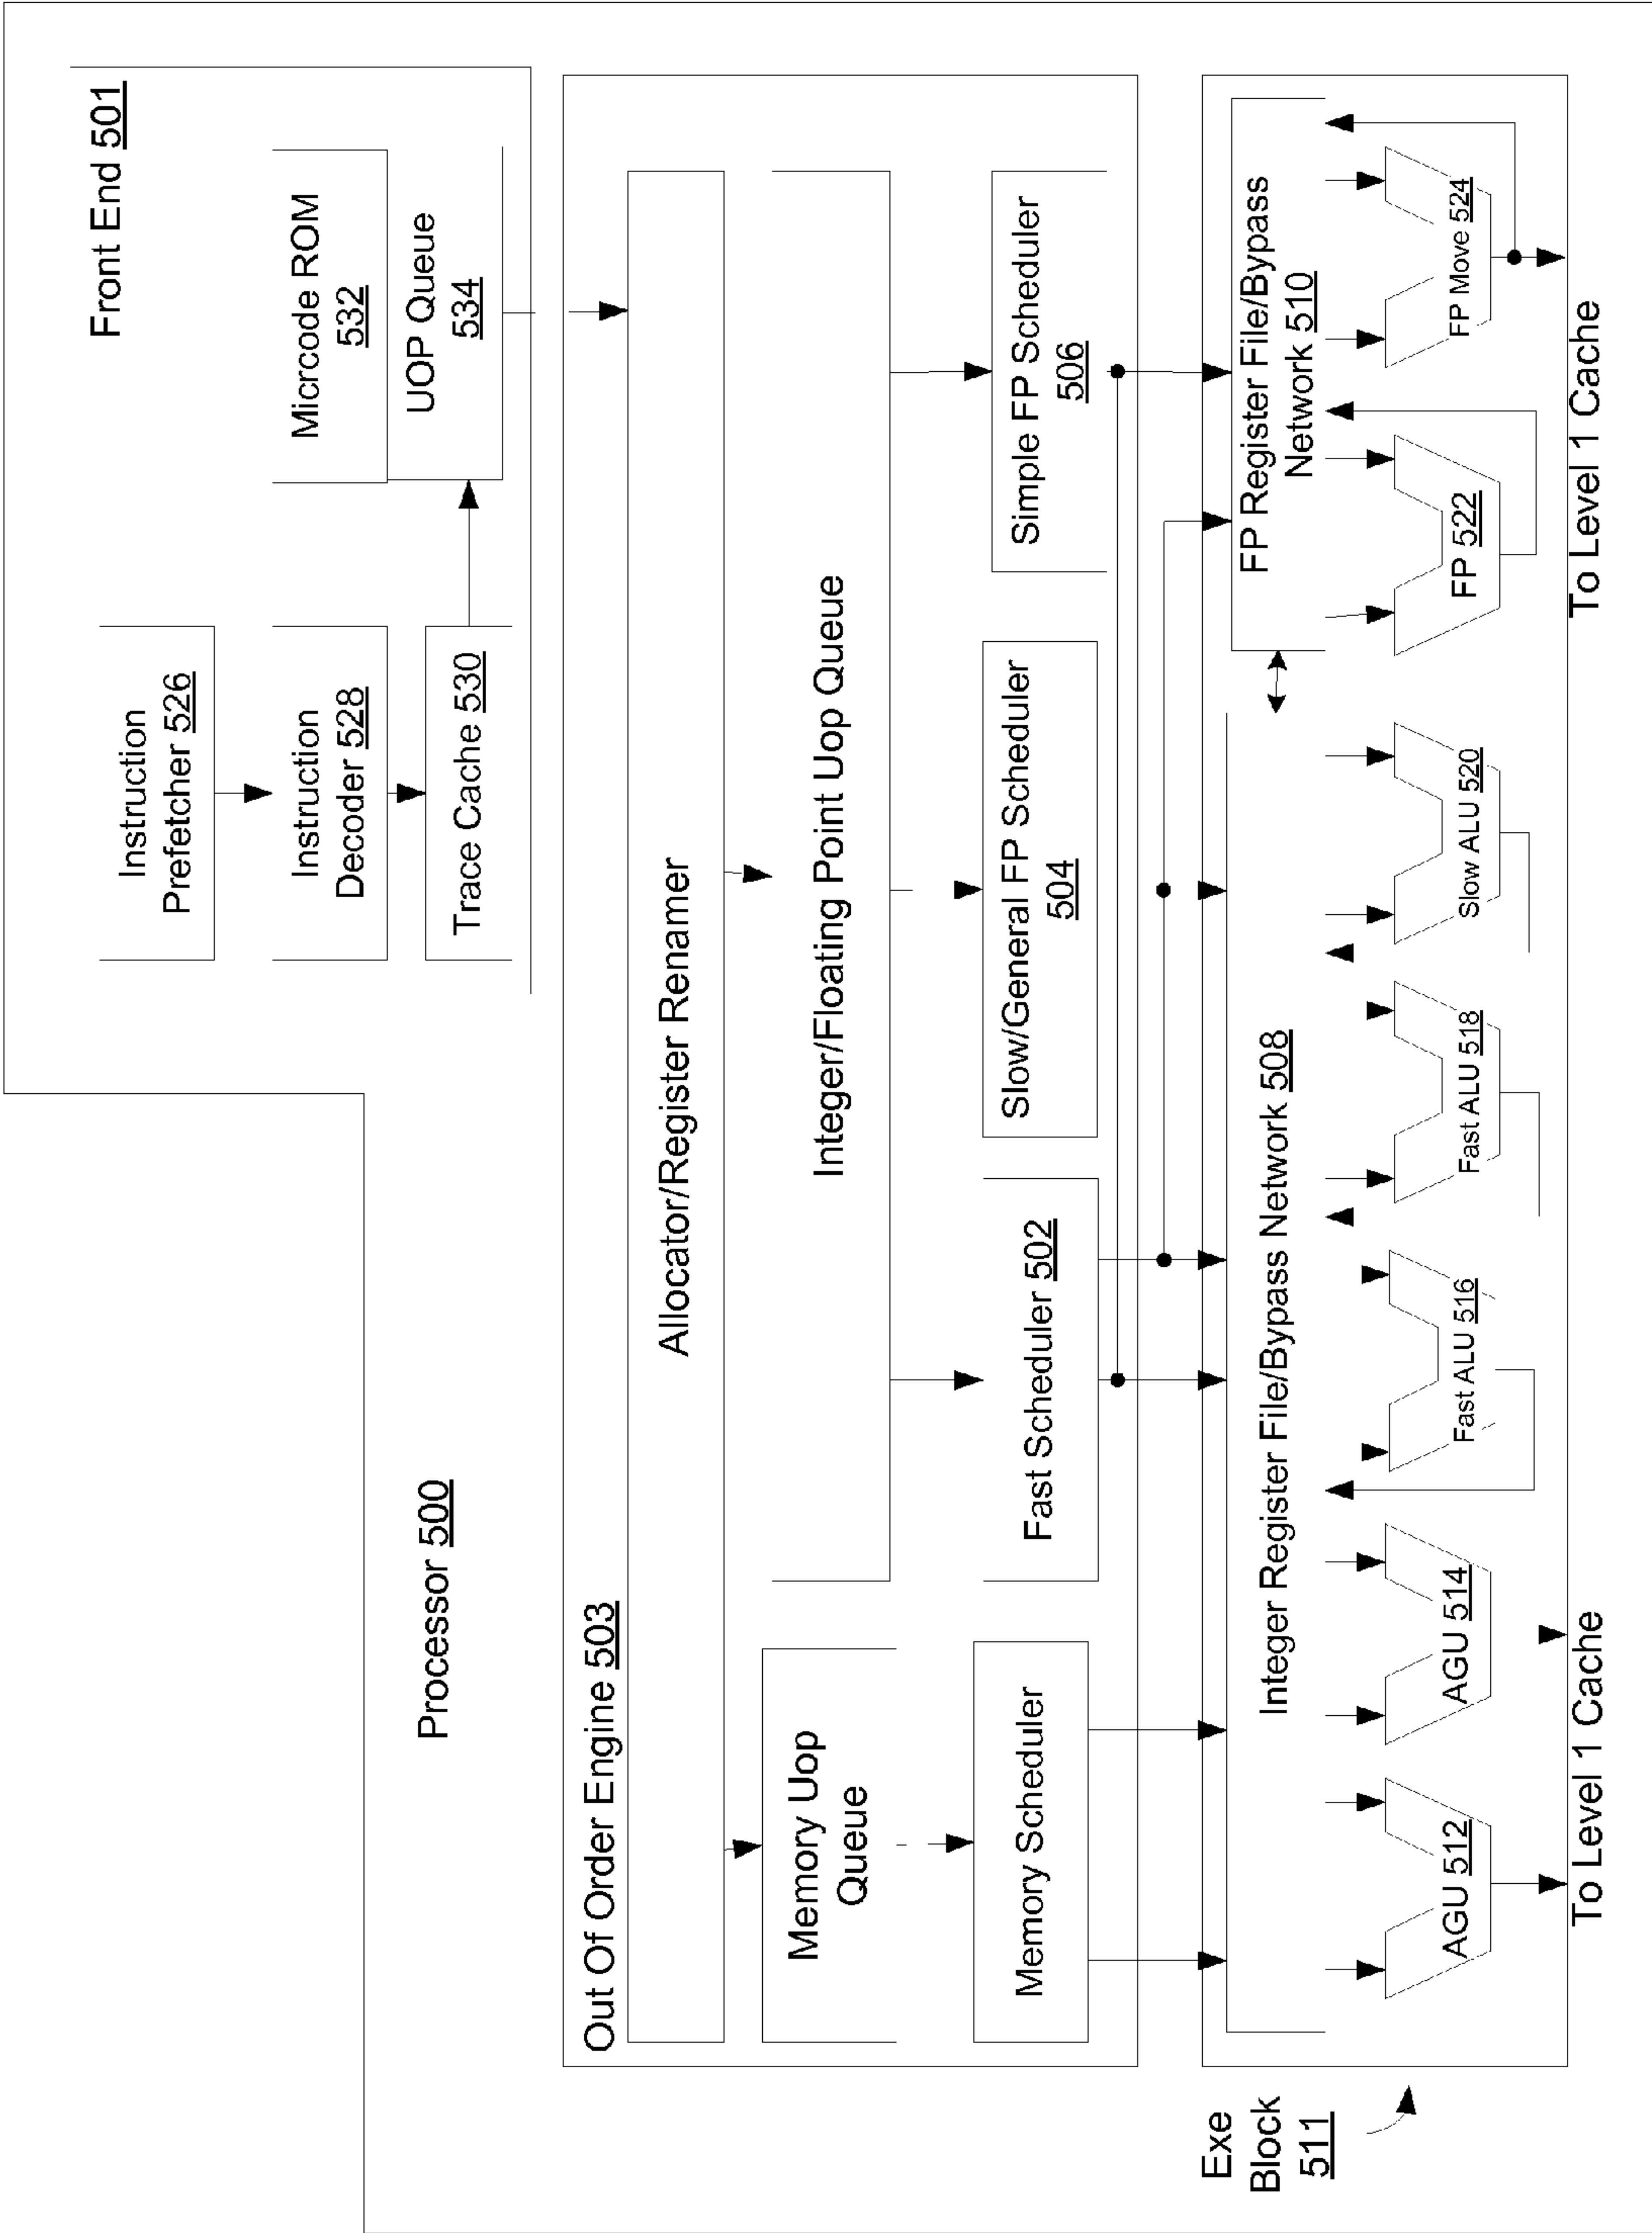 Front End 501
Instruction
Prefetcher 526
Instruction
Decoder 528
Microcode ROM
532
Trace Cache 530
UOP Queue
534
Processor 500
Out Of Order Engine 503
Allocator/Register Renamer
Memory Uop
Queue
Integer/Floating Point Uop Queue
Memory Scheduler
Fast Scheduler 502
Slow/General FP Scheduler
504
Simple FP Scheduler
506
Exe
Block
511
Integer Register File/Bypass Network 508
FP Register File/Bypass
Network 510
AGU 512
AGU 514
Fast ALU 516
Fast ALU 518
Slow ALU 520
FP 522
FP Move 524
To Level 1 Cache
To Level 1 Cache